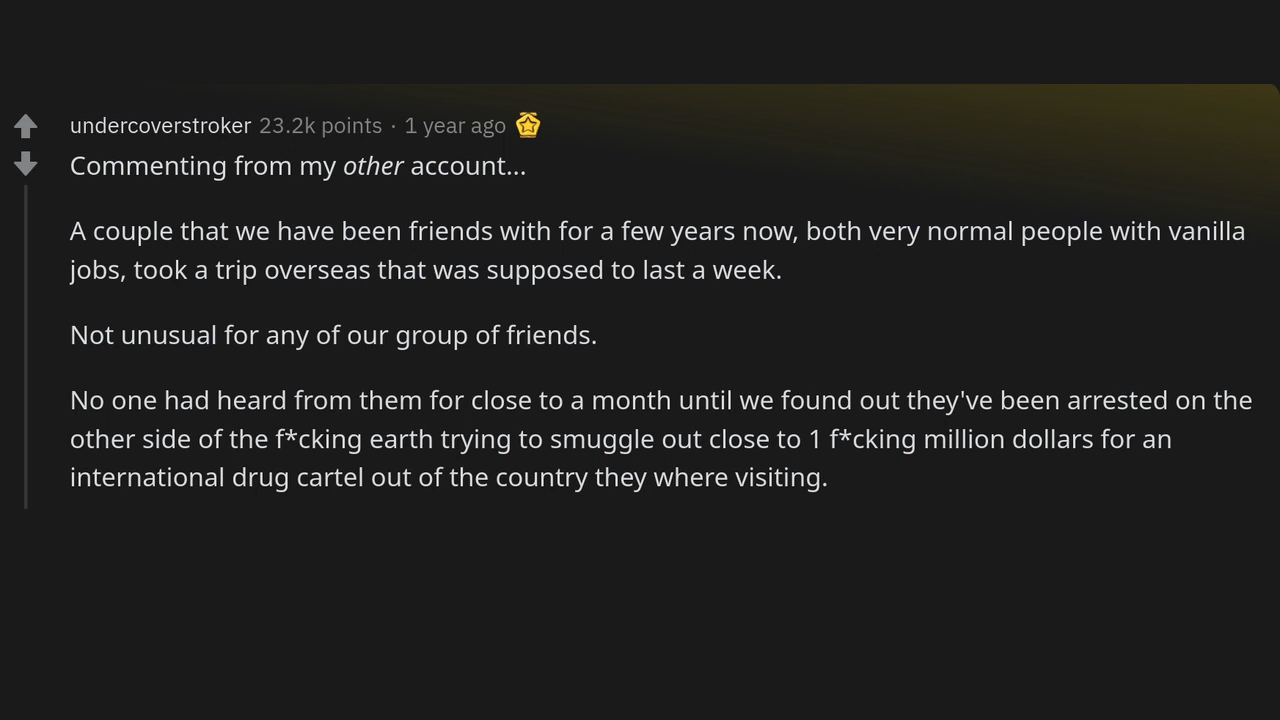 undercoverstroker 23.2k points · 1 year ago
Commenting from my other account...
A couple that we have been friends with for a few years now, both very normal people with vanilla
jobs, took a trip overseas that was supposed to last a week.
Not unusual for any of our group of friends.
No one had heard from them for close to a month until we found out they've been arrested on the
other side of the f*cking earth trying to smuggle out close to 1 f*cking million dollars for an
international drug cartel out of the country they where visiting.